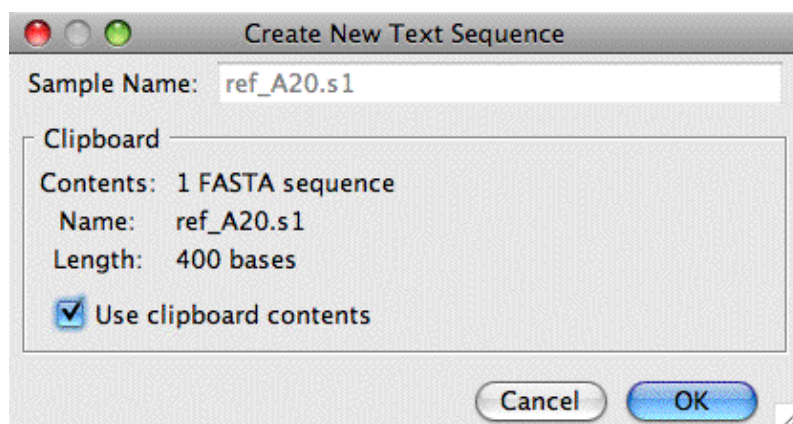 Create New Text Sequence
Sample Name: ref_A20.s1
Clipboard
Contents: 1 FASTA sequence
Name: ref_A20.s1
Length: 400 bases
Use clipboard contents
Cancel OK